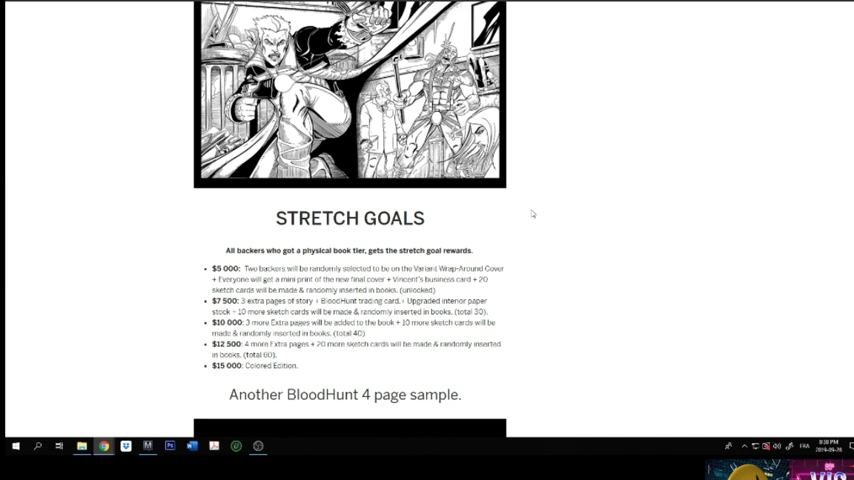 STRETCH GOALS
All backers who got a physical book tier, gets the stretch goal rewards.
$5 000: Two backers will be randomly selected to be on the Variant Wrap-Around Cover
+ Everyone will get a mini print of the new final cover + Vincent's business card + 20
sketch cards will be made & randomly inserted in books. (unlocked)
$7 500: 3 extra pages of story + BloodHunt trading card + Upgraded interior paper
stock + 10 more sketch cards will be made & randomly inserted in books. (total 30).
$10 000: 3 more Extra pages will be added to the book + 10 more sketch cards will be
made & randomly inserted in books. (total 40)
$12 500: 4 more Extra pages + 20 more sketch cards will be made & randomly inserted
in books. (total 60).
$15 000: Colored Edition.
Another BloodHunt 4 page sample.
FRA
8:38 PM
2019-09-28